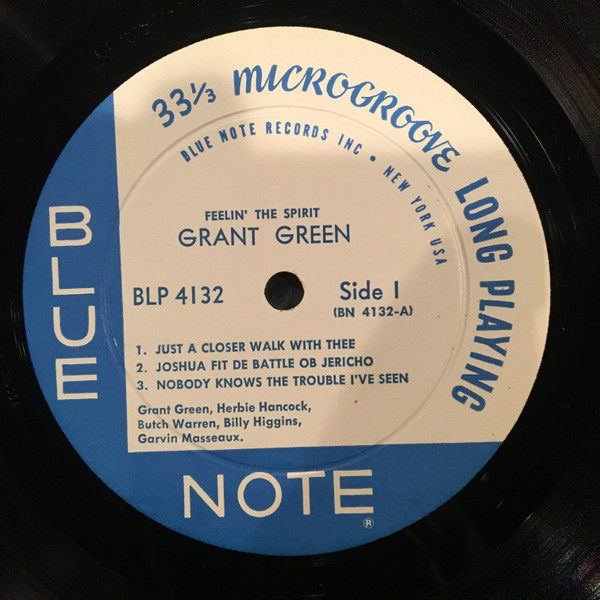 33⅓ MICROGROOVE LONG PLAYING
BLUE NOTE RECORDS INC • NEW YORK USA
FEELIN' THE SPIRIT
GRANT GREEN
BLP 4132
Side 1
(BN 4132-A)
1. JUST A CLOSER WALK WITH THEE
2. JOSHUA FIT DE BATTLE OB JERICHO
3. NOBODY KNOWS THE TROUBLE I'VE SEEN
Grant Green, Herbie Hancock,
Butch Warren, Billy Higgins,
Garvin Masseaux.
BLUE
NOTE
®